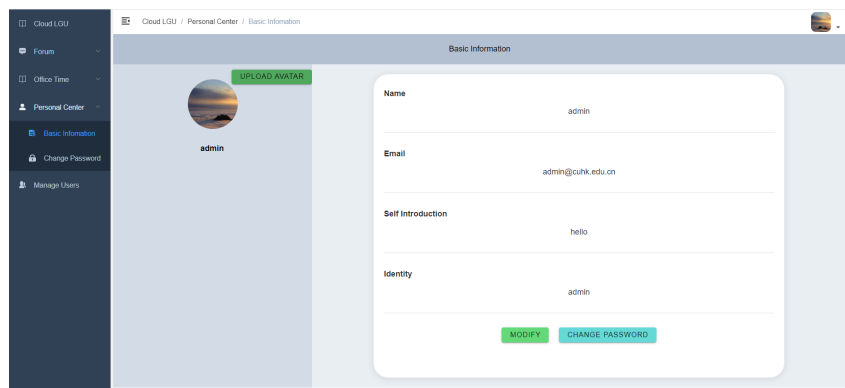 Cloud LGU
Forum
Office Time
Personal Center
Basic Infomation
Change Password
Manage Users
Cloud LGU / Personal Center / Basic Infomation
Basic Information
UPLOAD AVATAR
admin
Name
admin
Email
admin@cuhk.edu.cn
Self Introduction
hello
Identity
admin
MODIFY CHANGE PASSWORD